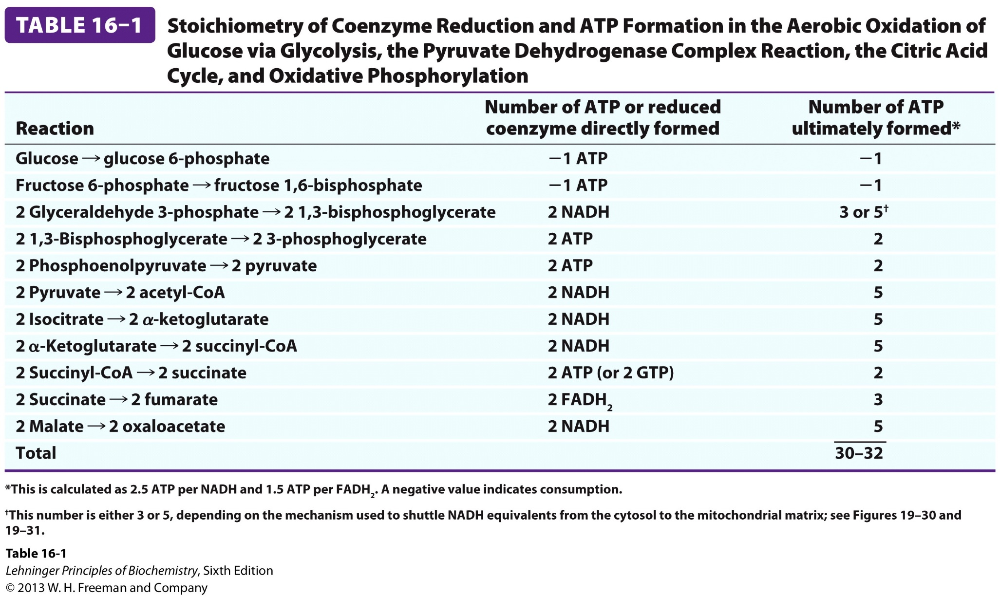 TABLE 16–1 Stoichiometry of Coenzyme Reduction and ATP Formation in the Aerobic Oxidation of
Glucose via Glycolysis, the Pyruvate Dehydrogenase Complex Reaction, the Citric Acid
Cycle, and Oxidative Phosphorylation
Number of ATP or reduced Number of ATP
Reaction coenzyme directly formed ultimately formed*
Glucose → glucose 6-phosphate −1 ATP −1
Fructose 6-phosphate → fructose 1,6-bisphosphate −1 ATP −1
2 Glyceraldehyde 3-phosphate → 2 1,3-bisphosphoglycerate 2 NADH 3 or 5†
2 1,3-Bisphosphoglycerate → 2 3-phosphoglycerate 2 ATP 2
2 Phosphoenolpyruvate → 2 pyruvate 2 ATP 2
2 Pyruvate → 2 acetyl-CoA 2 NADH 5
2 Isocitrate → 2 α-ketoglutarate 2 NADH 5
2 α-Ketoglutarate → 2 succinyl-CoA 2 NADH 5
2 Succinyl-CoA → 2 succinate 2 ATP (or 2 GTP) 2
2 Succinate → 2 fumarate 2 FADH₂ 3
2 Malate → 2 oxaloacetate 2 NADH 5
Total 30–32
*This is calculated as 2.5 ATP per NADH and 1.5 ATP per FADH₂. A negative value indicates consumption.
†This number is either 3 or 5, depending on the mechanism used to shuttle NADH equivalents from the cytosol to the mitochondrial matrix; see Figures 19–30 and
19–31.
Table 16-1
Lehninger Principles of Biochemistry, Sixth Edition
© 2013 W. H. Freeman and Company